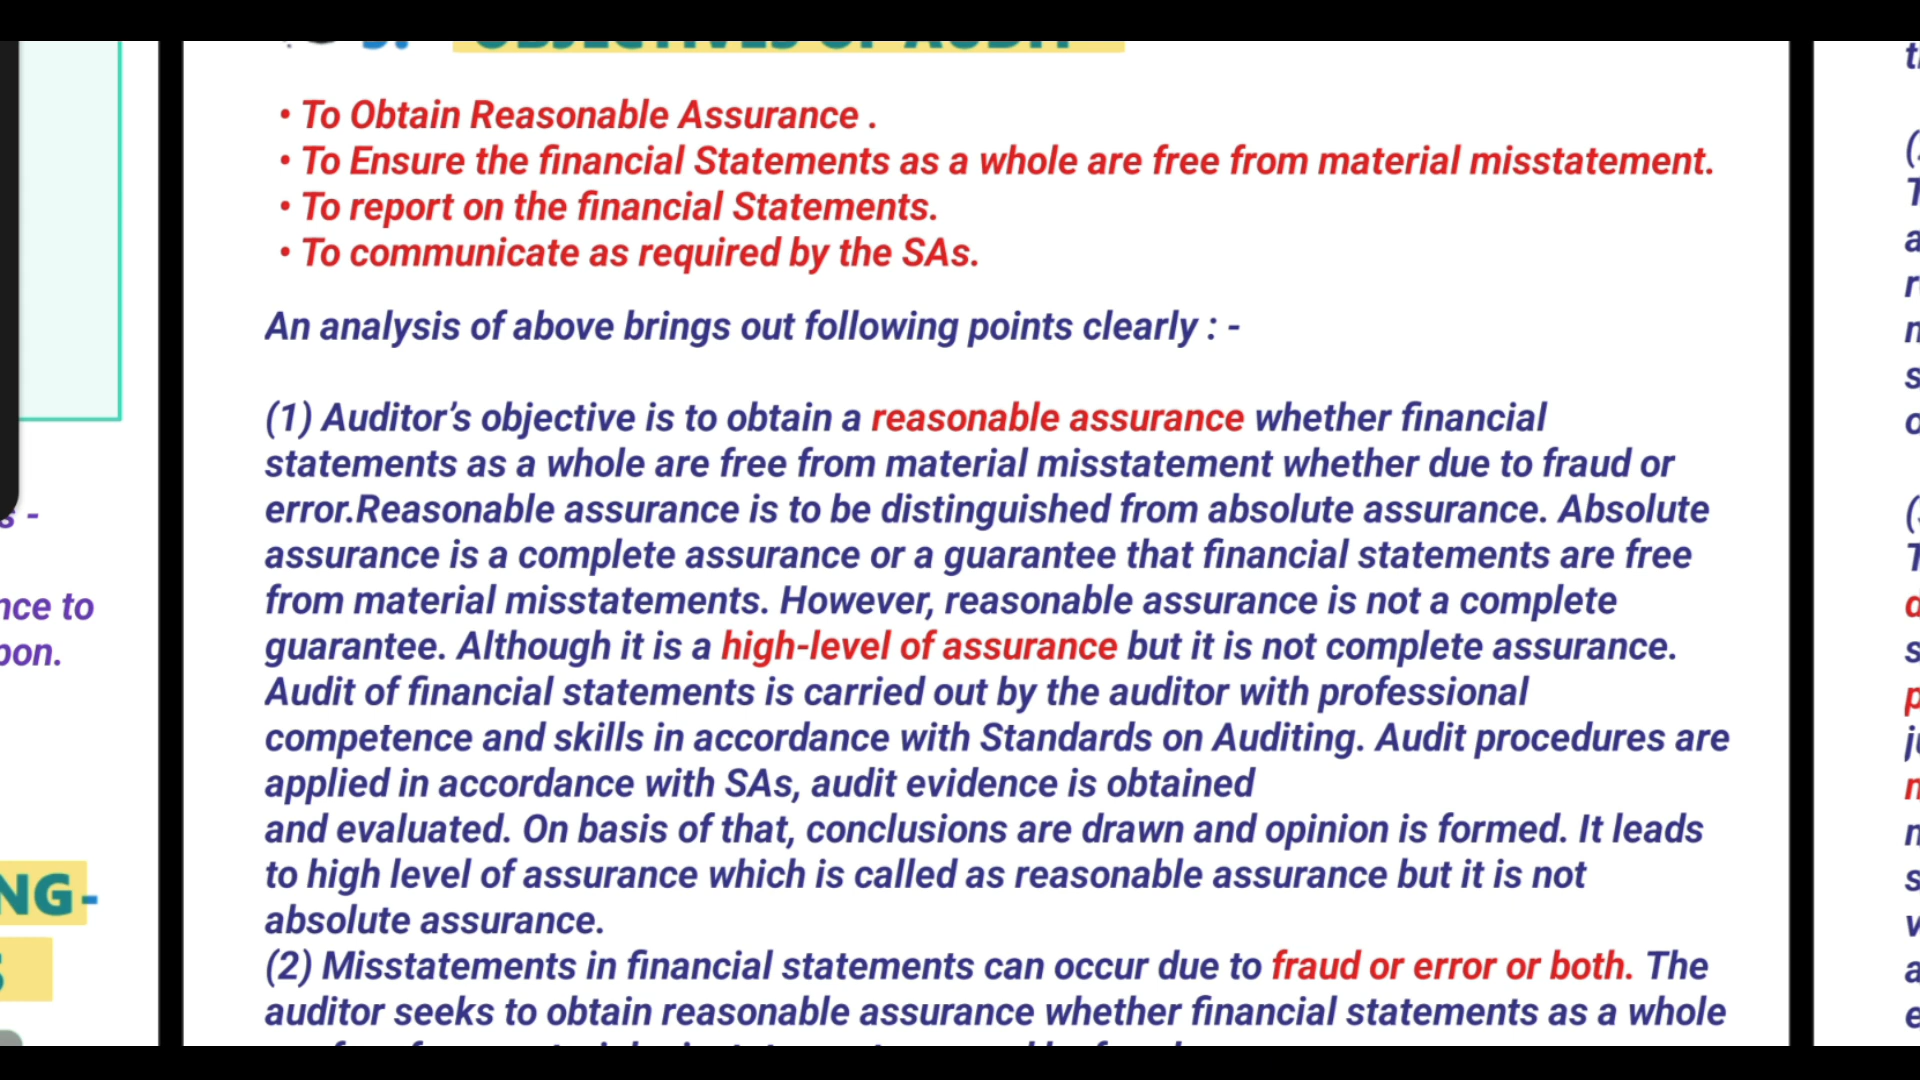 OBJECTIVES OF AUDIT
• To Obtain Reasonable Assurance .
• To Ensure the financial Statements as a whole are free from material misstatement.
• To report on the financial Statements.
• To communicate as required by the SAs.
An analysis of above brings out following points clearly : -
(1) Auditor’s objective is to obtain a reasonable assurance whether financial
statements as a whole are free from material misstatement whether due to fraud or
error.Reasonable assurance is to be distinguished from absolute assurance. Absolute
assurance is a complete assurance or a guarantee that financial statements are free
from material misstatements. However, reasonable assurance is not a complete
guarantee. Although it is a high-level of assurance but it is not complete assurance.
Audit of financial statements is carried out by the auditor with professional
competence and skills in accordance with Standards on Auditing. Audit procedures are
applied in accordance with SAs, audit evidence is obtained
and evaluated. On basis of that, conclusions are drawn and opinion is formed. It leads
to high level of assurance which is called as reasonable assurance but it is not
absolute assurance.
(2) Misstatements in financial statements can occur due to fraud or error or both. The
auditor seeks to obtain reasonable assurance whether financial statements as a whole
s -
nce to
pon.
NG-
S